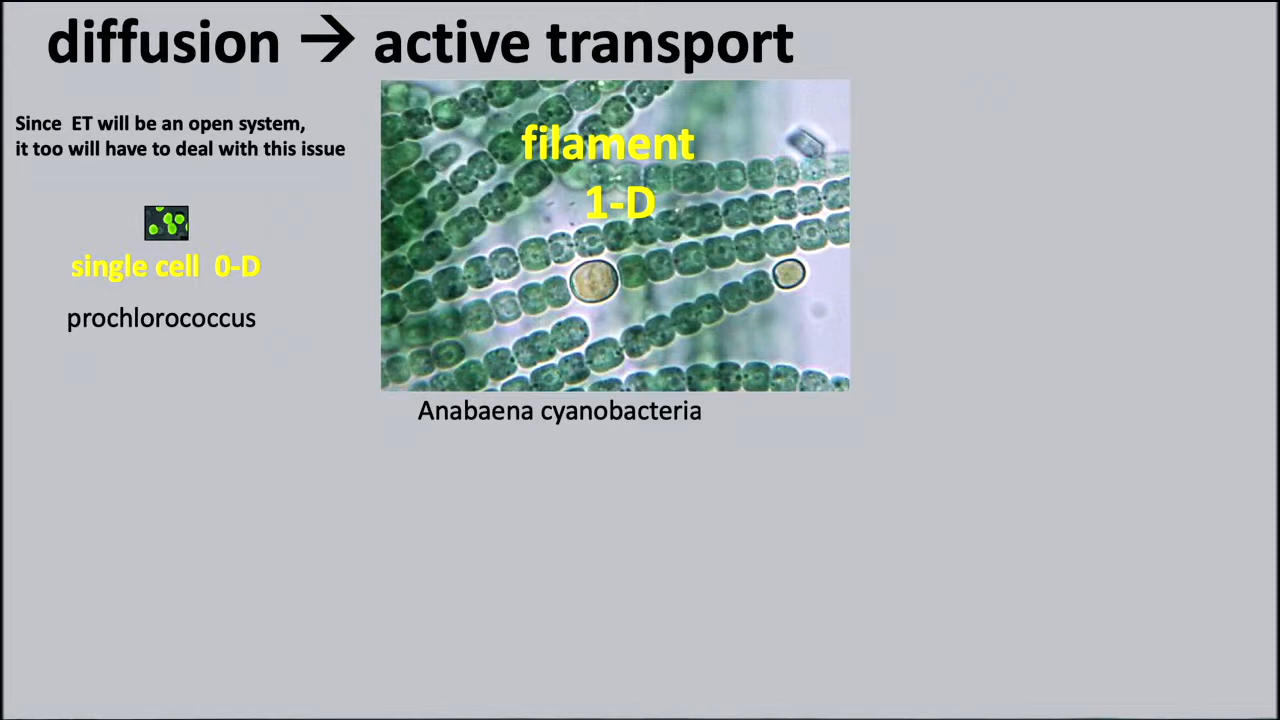 diffusion → active transport
Since ET will be an open system,
it too will have to deal with this issue
single cell 0-D
prochlorococcus
filament
1-D
Anabaena cyanobacteria